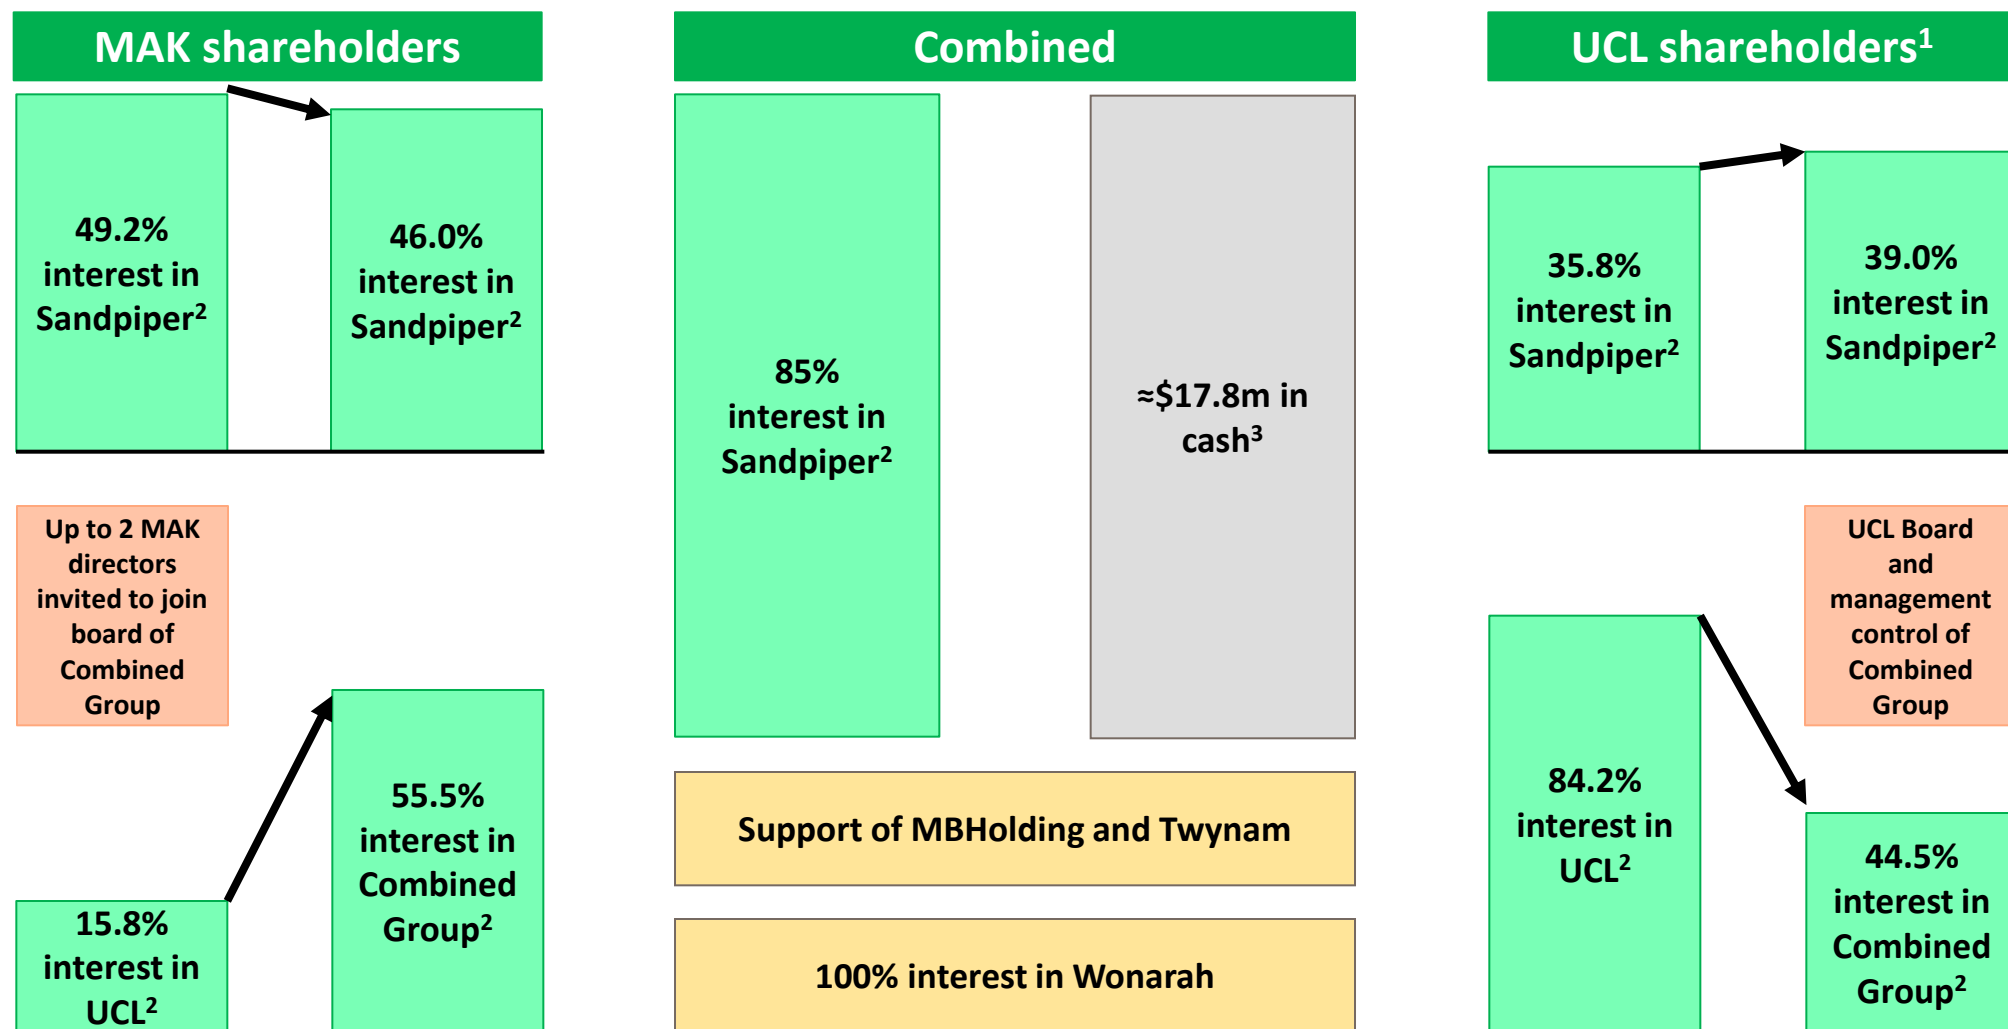 MAK shareholders
49.2%
interest in
Sandpiper²
46.0%
interest in
Sandpiper²
Up to 2 MAK
directors
invited to join
board of
Combined
Group
15.8%
interest in
UCL²
55.5%
interest in
Combined
Group²
Combined
85%
interest in
Sandpiper²
≈$17.8m in
cash³
Support of MBHolding and Twynam
100% interest in Wonarah
UCL shareholders¹
35.8%
interest in
Sandpiper²
39.0%
interest in
Sandpiper²
UCL Board
and
management
control of
Combined
Group
84.2%
interest in
UCL²
44.5%
interest in
Combined
Group²